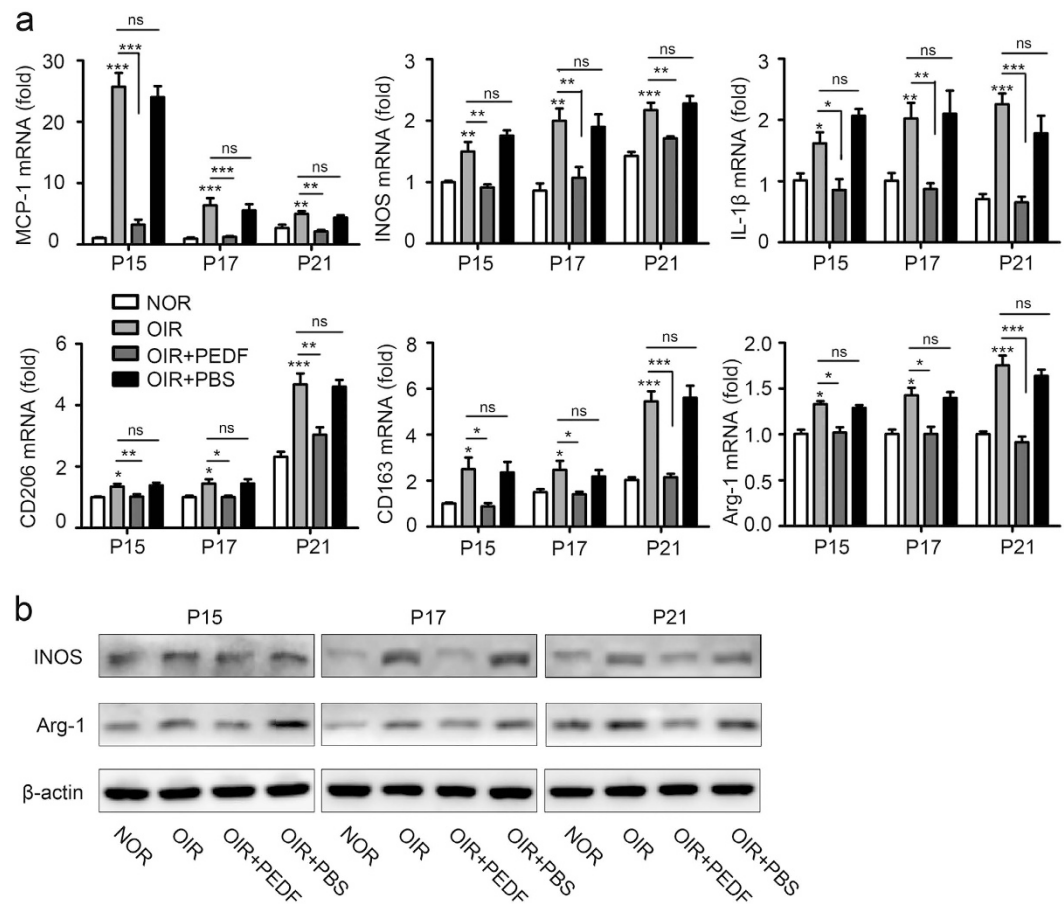 a
MCP-1 mRNA (fold)
30
20
10
0
ns
***
***
ns
***
***
ns
**
**
P15 P17 P21
INOS mRNA (fold)
3
2
1
0
ns
**
**
ns
**
**
ns
**
***
P15 P17 P21
IL-1β mRNA (fold)
3
2
1
0
ns
*
*
ns
**
**
ns
***
***
P15 P17 P21
NOR
OIR
OIR+PEDF
OIR+PBS
CD206 mRNA (fold)
6
4
2
0
ns
**
*
ns
*
*
ns
**
***
P15 P17 P21
CD163 mRNA (fold)
8
6
4
2
0
ns
*
*
ns
*
*
ns
***
***
P15 P17 P21
Arg-1 mRNA (fold)
2.0
1.5
1.0
0.5
0.0
ns
*
*
ns
*
*
ns
***
***
P15 P17 P21
b
P15 P17 P21
INOS
Arg-1
β-actin
NOR OIR OIR+PEDF OIR+PBS NOR OIR OIR+PEDF OIR+PBS NOR OIR OIR+PEDF OIR+PBS